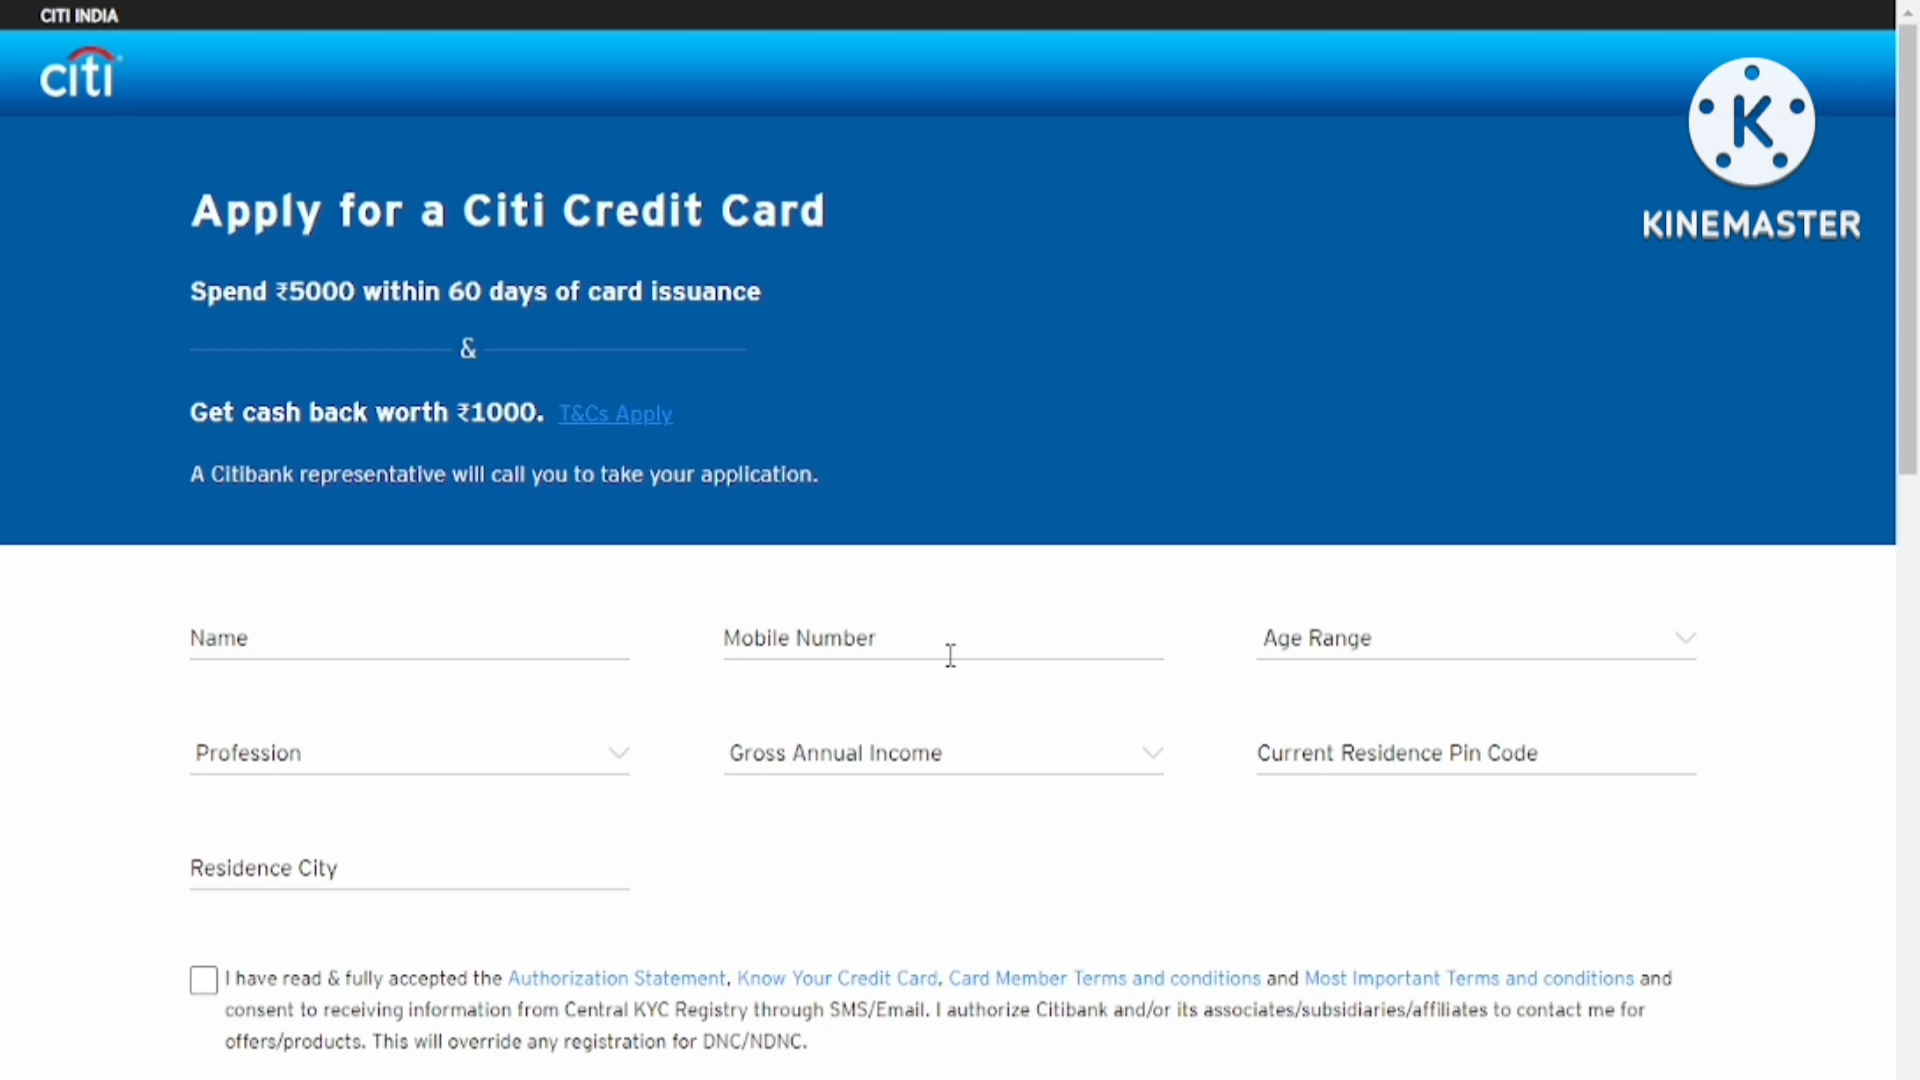 CITI INDIA
citi
K
KINEMASTER
Apply for a Citi Credit Card
Spend ₹5000 within 60 days of card issuance
&
Get cash back worth ₹1000. T&Cs Apply
A Citibank representative will call you to take your application.
Name
Mobile Number
Age Range
Profession
Gross Annual Income
Current Residence Pin Code
Residence City
I have read & fully accepted the Authorization Statement, Know Your Credit Card, Card Member Terms and conditions and Most Important Terms and conditions and
consent to receiving information from Central KYC Registry through SMS/Email. I authorize Citibank and/or its associates/subsidiaries/affiliates to contact me for
offers/products. This will override any registration for DNC/NDNC.